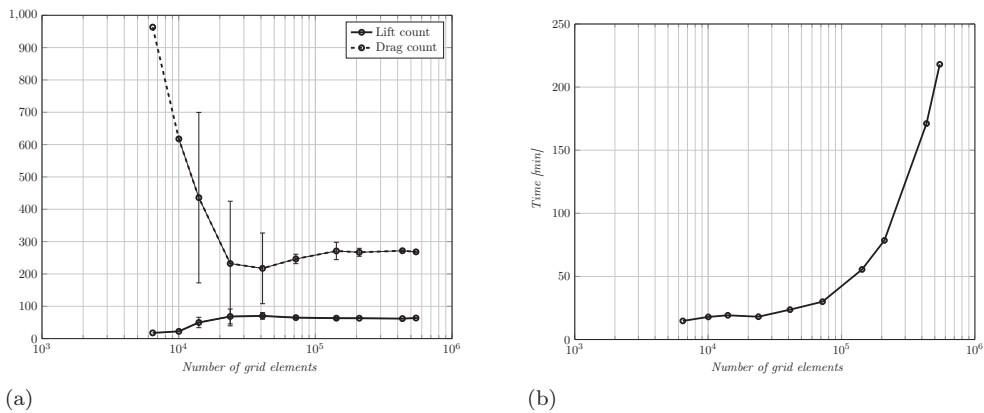 1,000
900
800
700
600
500
400
300
200
100
0
Lift count
Drag count
10³ 10⁴ 10⁵ 10⁶
Number of grid elements
(a)
250
200
150
100
50
0
Time [min]
10³ 10⁴ 10⁵ 10⁶
Number of grid elements
(b)